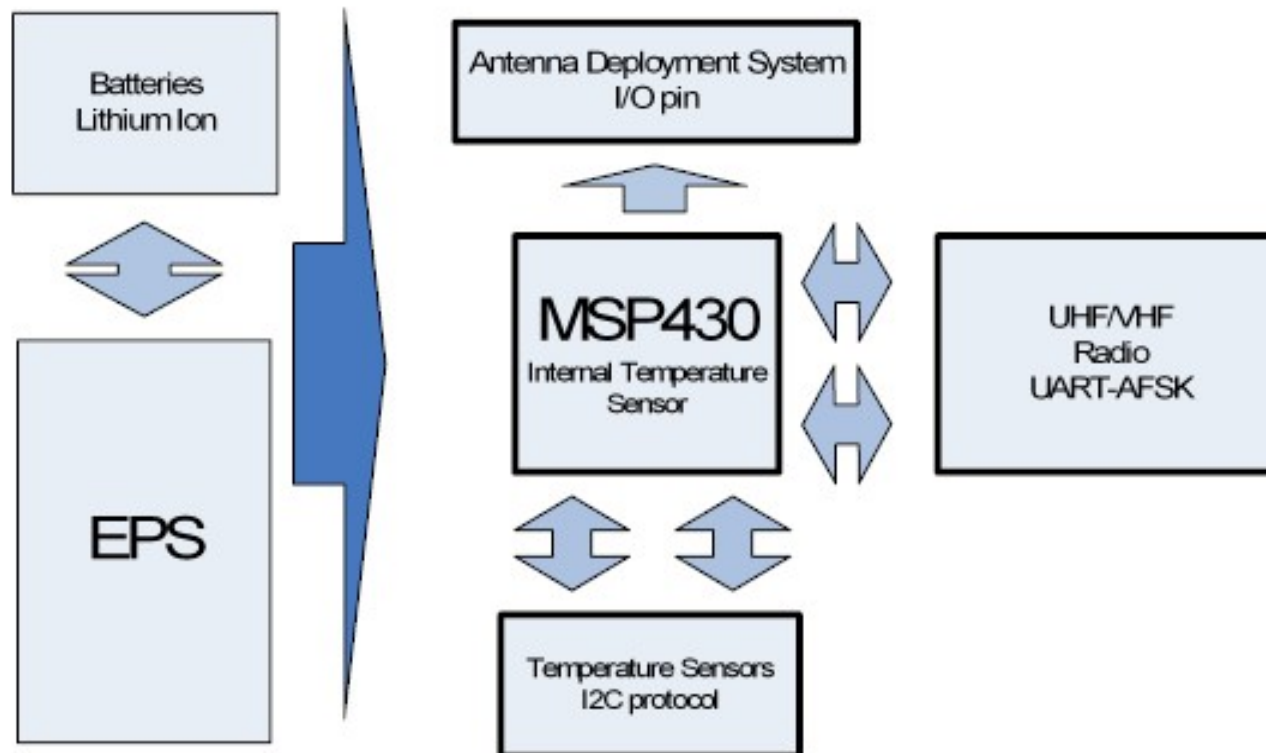 Batteries
Lithium Ion
EPS
Antenna Deployment System
I/O pin
MSP430
Internal Temperature
Sensor
UHF/VHF
Radio
UART-AFSK
Temperature Sensors
I2C protocol